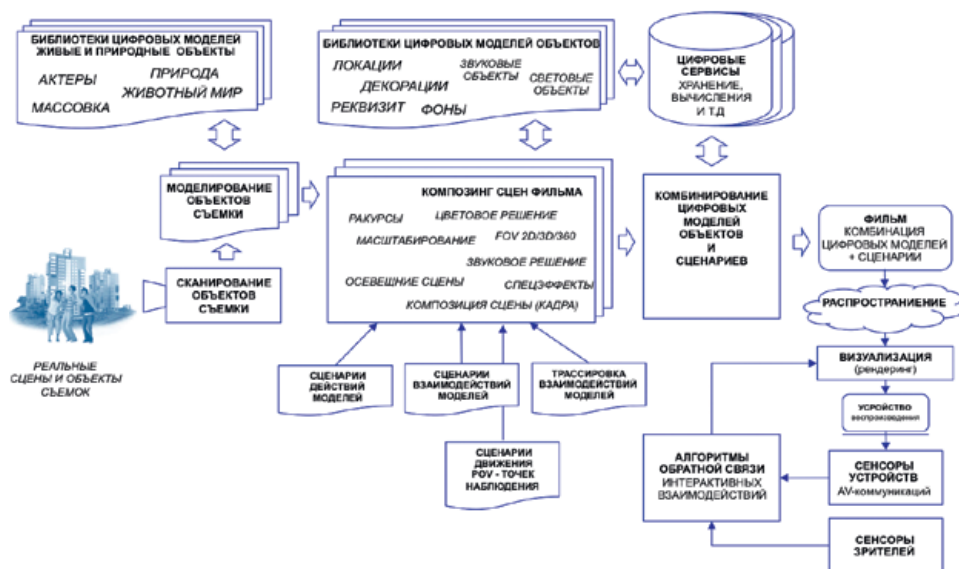 БИБЛИОТЕКИ ЦИФРОВЫХ МОДЕЛЕЙ
ЖИВЫЕ И ПРИРОДНЫЕ ОБЪЕКТЫ
АКТЕРЫ
ПРИРОДА
ЖИВОТНЫЙ МИР
МАССОВКА
БИБЛИОТЕКИ ЦИФРОВЫХ МОДЕЛЕЙ ОБЪЕКТОВ
ЛОКАЦИИ
ЗВУКОВЫЕ
ОБЪЕКТЫ
СВЕТОВЫЕ
ОБЪЕКТЫ
ДЕКОРАЦИИ
РЕКВИЗИТ
ФОНЫ
ЦИФРОВЫЕ
СЕРВИСЫ
ХРАНЕНИЕ,
ВЫЧИСЛЕНИЯ
И Т.Д
МОДЕЛИРОВАНИЕ
ОБЪЕКТОВ
СЪЕМКИ
СКАНИРОВАНИЕ
ОБЪЕКТОВ
СЪЕМКИ
РЕАЛЬНЫЕ
СЦЕНЫ И ОБЪЕКТЫ
СЪЕМОК
КОМПОЗИНГ СЦЕН ФИЛЬМА
РАКУРСЫ
ЦВЕТОВОЕ РЕШЕНИЕ
МАСШТАБИРОВАНИЕ
FOV 2D/3D/360
ЗВУКОВОЕ РЕШЕНИЕ
ОСЕВЕШНИЕ СЦЕНЫ
СПЕЦЭФФЕКТЫ
КОМПОЗИЦИЯ СЦЕНЫ (КАДРА)
КОМБИНИРОВАНИЕ
ЦИФРОВЫХ
МОДЕЛЕЙ
ОБЪЕКТОВ
И
СЦЕНАРИЕВ
ФИЛЬМ
КОМБИНАЦИЯ
ЦИФРОВЫХ МОДЕЛЕЙ
+ СЦЕНАРИИ
РАСПРОСТРАНИЕНИЕ
ВИЗУАЛИЗАЦИЯ
(рендеринг)
УСТРОЙСТВО
воспроизведения
СЦЕНАРИИ
ДЕЙСТВИЙ
МОДЕЛЕЙ
СЦЕНАРИИ
ВЗАИМОДЕЙСТВИЙ
МОДЕЛЕЙ
ТРАССИРОВКА
ВЗАИМОДЕЙСТВИЙ
МОДЕЛЕЙ
СЦЕНАРИИ
ДВИЖЕНИЯ
POV - ТОЧЕК
НАБЛЮДЕНИЯ
АЛГОРИТМЫ
ОБРАТНОЙ СВЯЗИ
ИНТЕРАКТИВНЫХ
ВЗАИМОДЕЙСТВИЙ
СЕНСОРЫ
УСТРОЙСТВ
AV-коммуникаций
СЕНСОРЫ
ЗРИТЕЛЕЙ